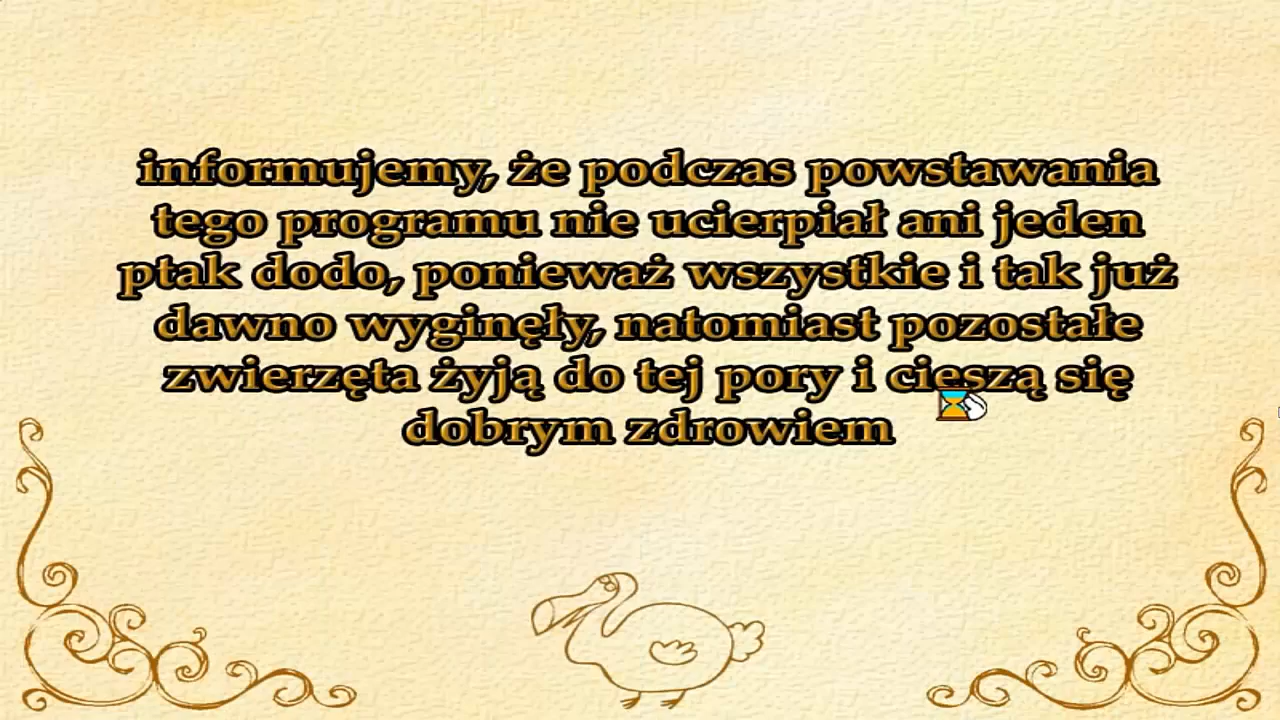 informujemy, że podczas powstawania
tego programu nie ucierpiał ani jeden
ptak dodo, ponieważ wszystkie i tak już
dawno wyginęły, natomiast pozostałe
zwierzęta żyją do tej pory i cieszą się
dobrym zdrowiem